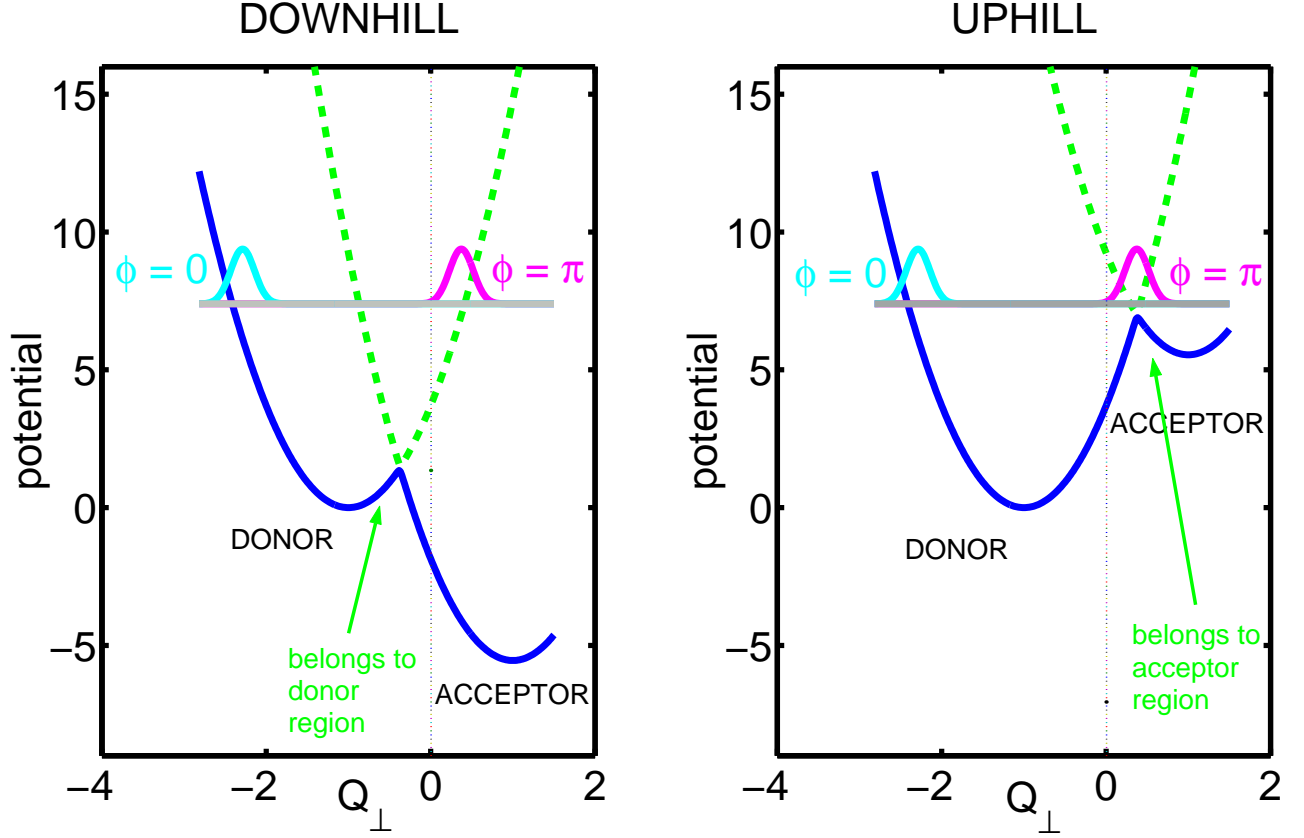 DOWNHILL
15
10
5
0
−5
−4
−2
0
2
potential
Q⊥
ϕ = 0
ϕ = π
DONOR
ACCEPTOR
belongs to
donor
region
UPHILL
15
10
5
0
−5
−4
−2
0
2
potential
Q⊥
ϕ = 0
ϕ = π
DONOR
ACCEPTOR
belongs to
acceptor
region